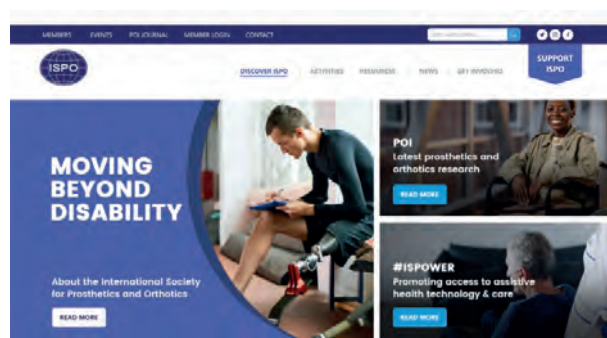 MEMBERS EVENTS POI JOURNAL MEMBER LOGIN CONTACT
ISPO
SUPPORT
ISPO
DISCOVER ISPO ACTIVITIES RESOURCES NEWS GET INVOLVED
MOVING
BEYOND
DISABILITY
About the International Society
for Prosthetics and Orthotics
READ MORE
POI
Latest prosthetics and
orthotics research
READ MORE
#ISPOWER
Promoting access to assistive
health technology & care
READ MORE